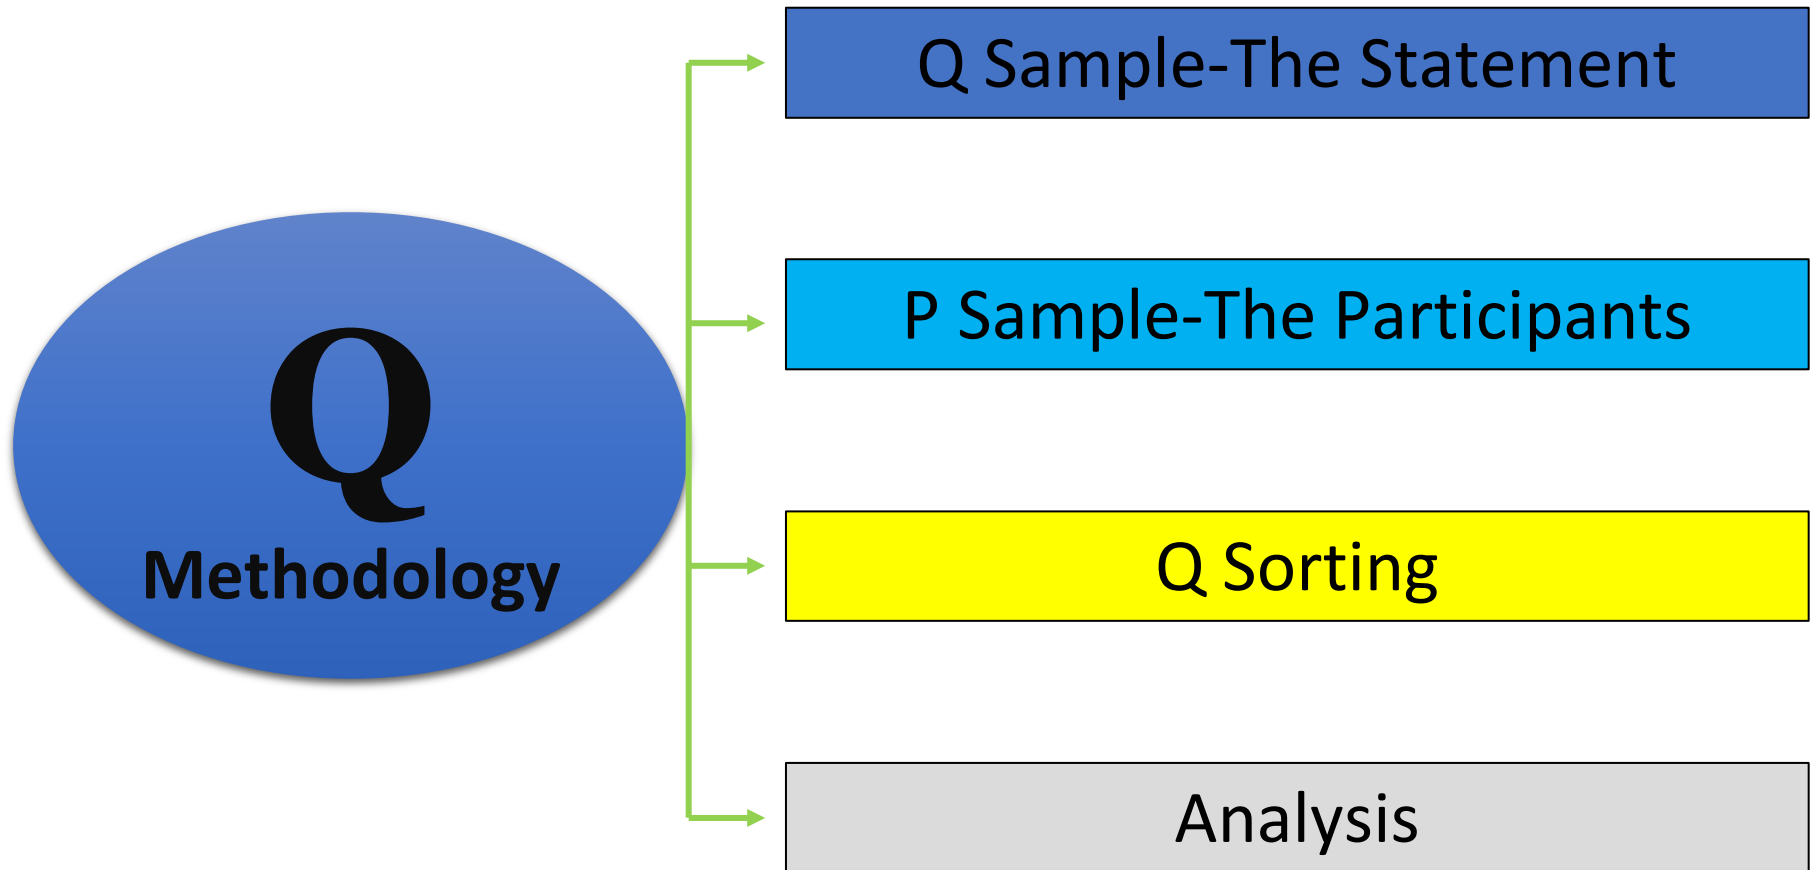 Q
Methodology
Q Sample-The Statement
P Sample-The Participants
Q Sorting
Analysis